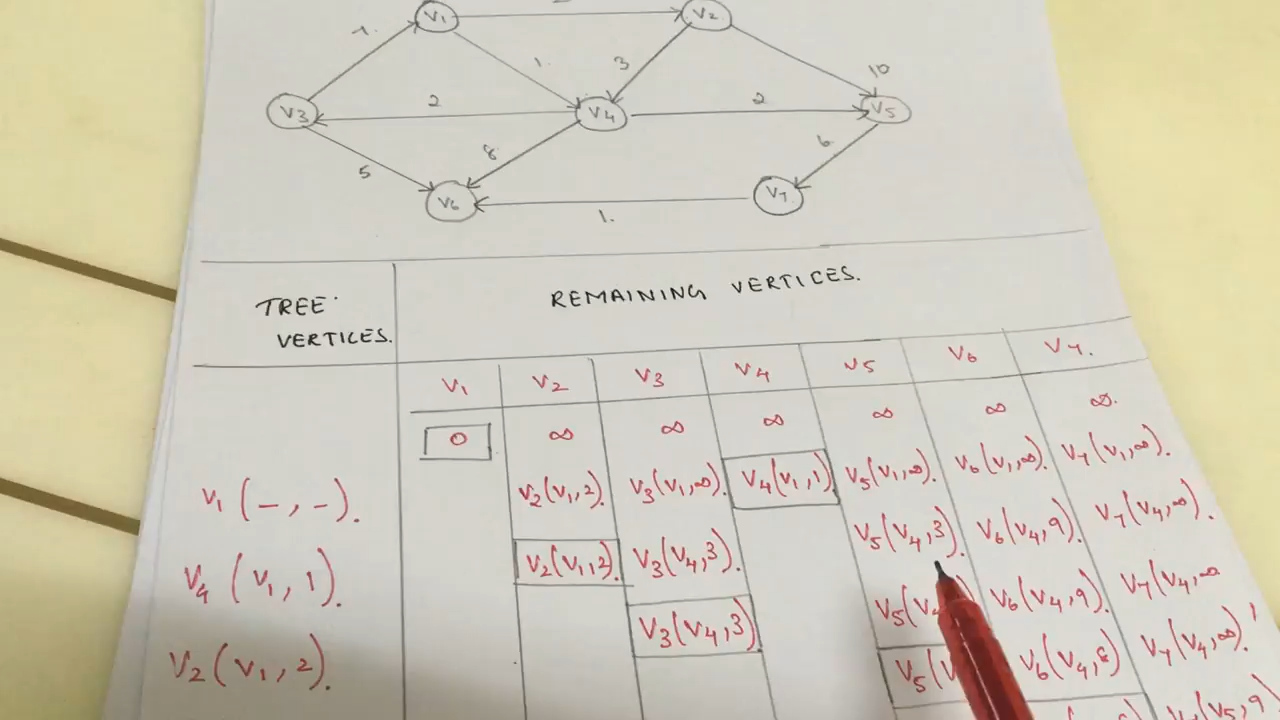 V1
V2
4.
1.
3
10
V3
2
V4
2
V5
5
8
6
V6
1.
V7
TREE
VERTICES.
REMAINING VERTICES.
V1 V2 V3 V4 V5 V6 V7.
0 ∞ ∞ ∞ ∞ ∞ ∞.
V1 (-, -). V2(V1,2). V3(V1,∞). V4(V1,1) V5(V1,∞). V6(V1,∞). V7(V1,∞).
V4 (V1, 1). V2(V1,2). V3(V4,3). V5(V4,3). V6(V4,9). V7(V4,∞).
V2(V1, 2). V3(V4,3) V6(V4,9). V7(V4,∞
V6(V4,8) V7(V4,∞)